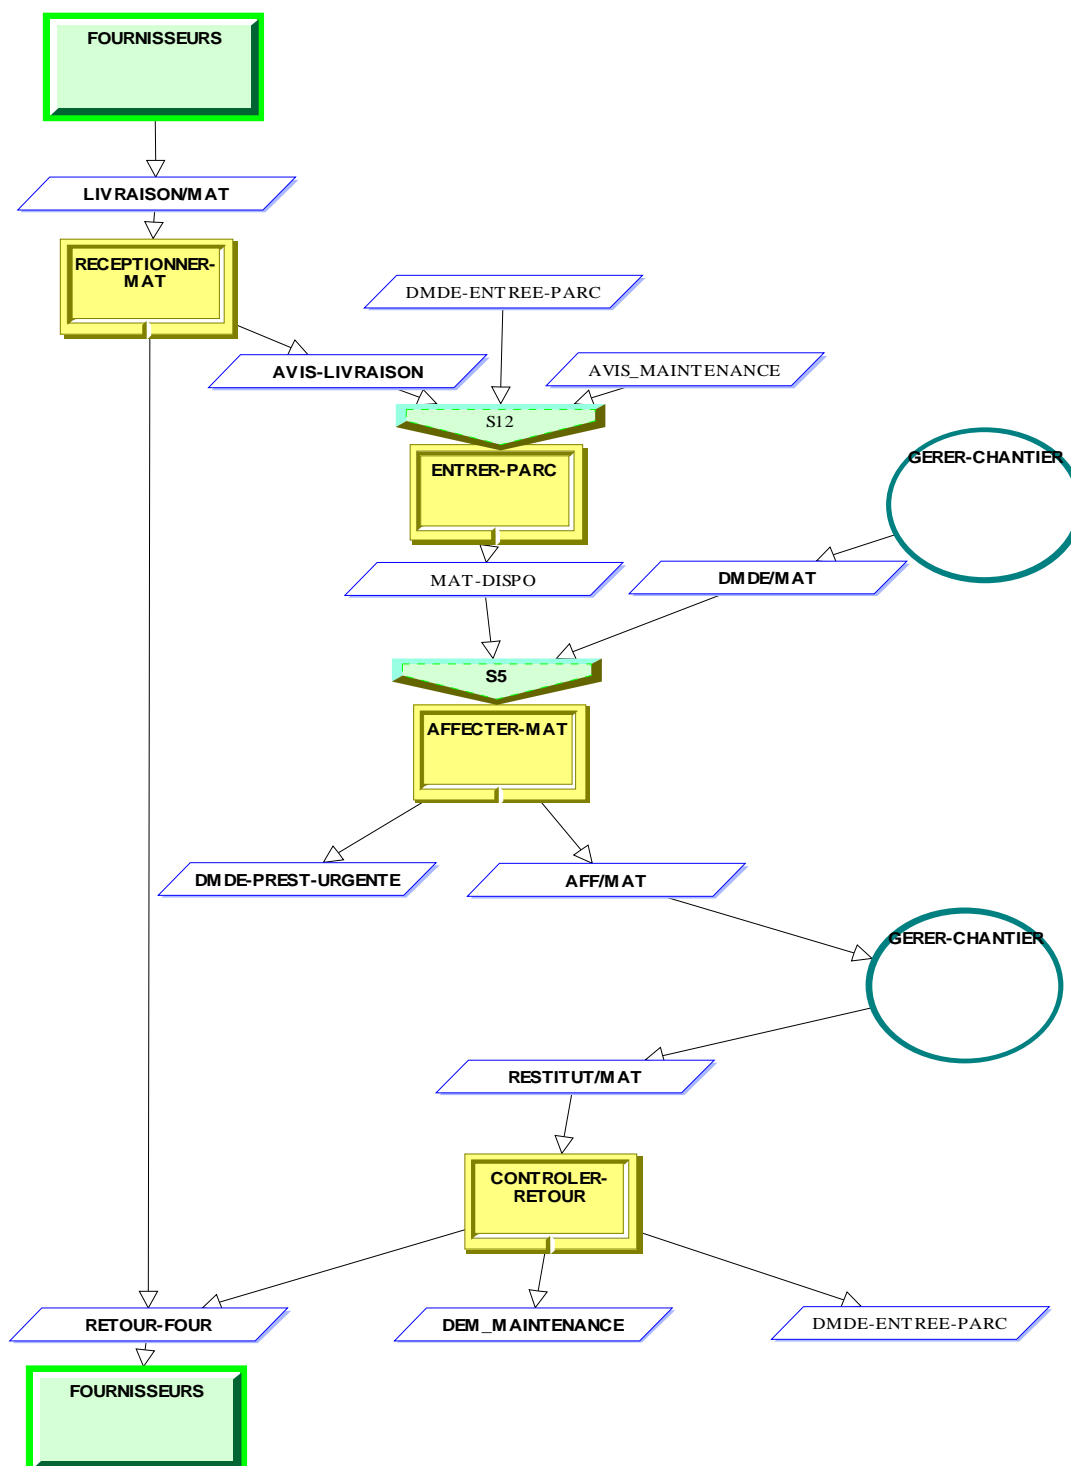 FOURNISSEURS
LIVRAISON/MAT
RECEPTIONNER-
MAT
DMDE-ENTREE-PARC
AVIS-LIVRAISON
AVIS_MAINTENANCE
S12
ENTRER-PARC
GERER-CHANTIER
MAT-DISPO
DMDE/MAT
S5
AFFECTER-MAT
DMDE-PREST-URGENTE
AFF/MAT
GERER-CHANTIER
RESTITUT/MAT
CONTROLER-
RETOUR
RETOUR-FOUR
DEM_MAINTENANCE
DMDE-ENTREE-PARC
FOURNISSEURS